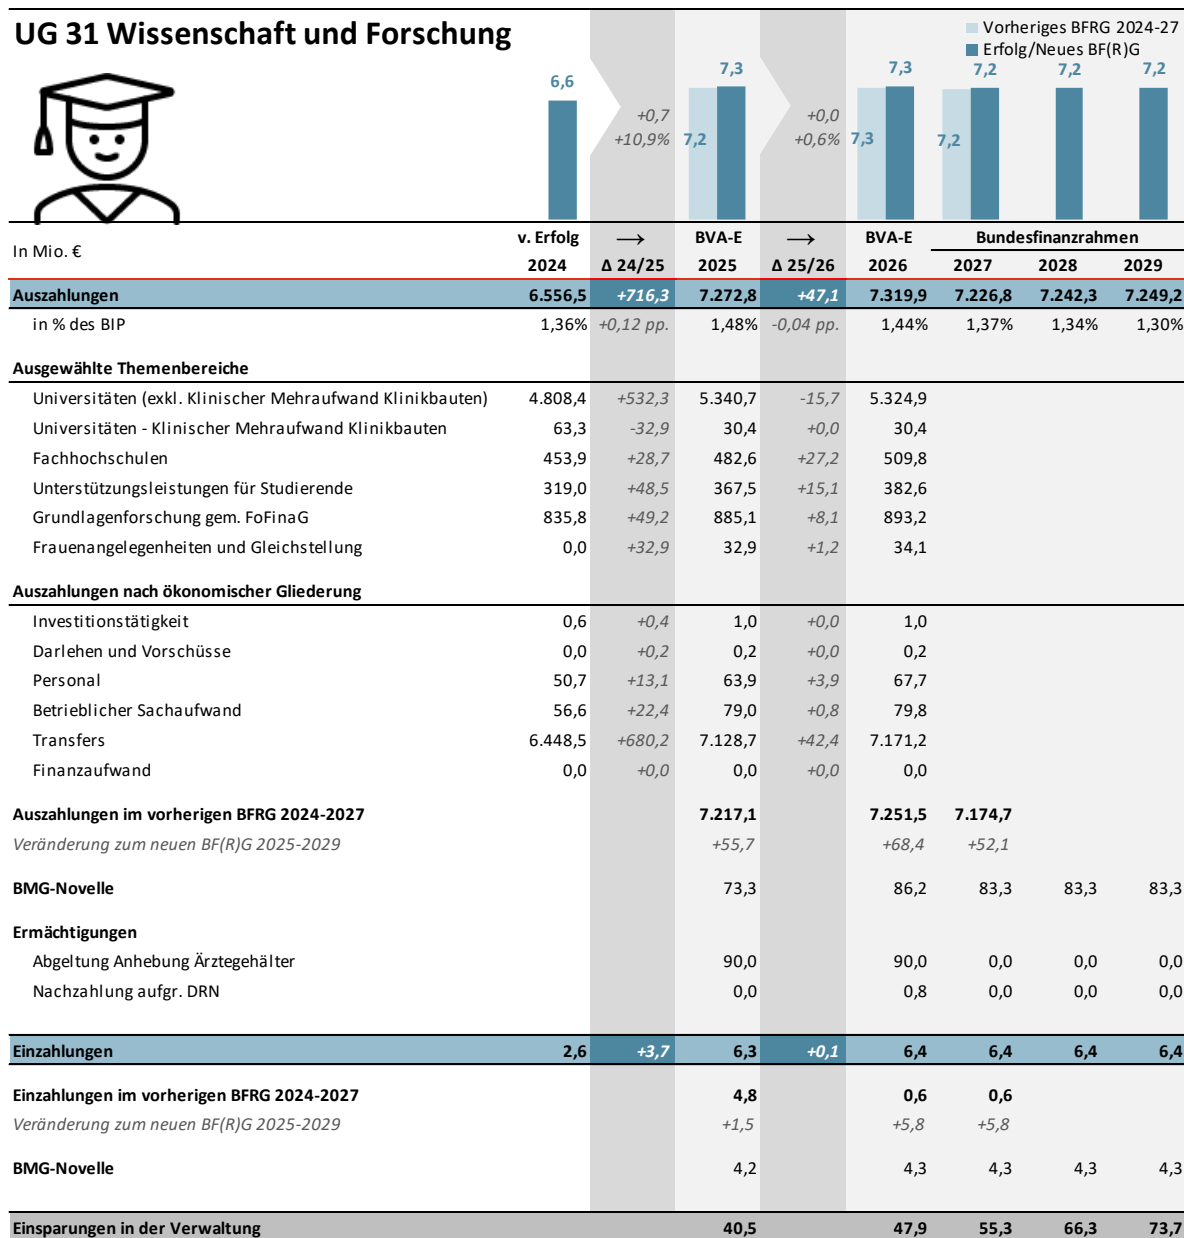 UG 31 Wissenschaft und Forschung
Vorheriges BFRG 2024-27
Erfolg/Neues BF(R)G
6,6
+0,7
+10,9%
7,2
7,3
+0,0
+0,6%
7,3
7,3
7,2
7,2
7,2
7,2
In Mio. €
v. Erfolg → BVA-E → BVA-E Bundesfinanzrahmen
2024 Δ 24/25 2025 Δ 25/26 2026 2027 2028 2029
Auszahlungen 6.556,5 +716,3 7.272,8 +47,1 7.319,9 7.226,8 7.242,3 7.249,2
in % des BIP 1,36% +0,12 pp. 1,48% -0,04 pp. 1,44% 1,37% 1,34% 1,30%
Ausgewählte Themenbereiche
Universitäten (exkl. Klinischer Mehraufwand Klinikbauten) 4.808,4 +532,3 5.340,7 -15,7 5.324,9
Universitäten - Klinischer Mehraufwand Klinikbauten 63,3 -32,9 30,4 +0,0 30,4
Fachhochschulen 453,9 +28,7 482,6 +27,2 509,8
Unterstützungsleistungen für Studierende 319,0 +48,5 367,5 +15,1 382,6
Grundlagenforschung gem. FoFinaG 835,8 +49,2 885,1 +8,1 893,2
Frauenangelegenheiten und Gleichstellung 0,0 +32,9 32,9 +1,2 34,1
Auszahlungen nach ökonomischer Gliederung
Investitionstätigkeit 0,6 +0,4 1,0 +0,0 1,0
Darlehen und Vorschüsse 0,0 +0,2 0,2 +0,0 0,2
Personal 50,7 +13,1 63,9 +3,9 67,7
Betrieblicher Sachaufwand 56,6 +22,4 79,0 +0,8 79,8
Transfers 6.448,5 +680,2 7.128,7 +42,4 7.171,2
Finanzaufwand 0,0 +0,0 0,0 +0,0 0,0
Auszahlungen im vorherigen BFRG 2024-2027 7.217,1 7.251,5 7.174,7
Veränderung zum neuen BF(R)G 2025-2029 +55,7 +68,4 +52,1
BMG-Novelle 73,3 86,2 83,3 83,3 83,3
Ermächtigungen
Abgeltung Anhebung Ärztegehälter 90,0 90,0 0,0 0,0 0,0
Nachzahlung aufgr. DRN 0,0 0,8 0,0 0,0 0,0
Einzahlungen 2,6 +3,7 6,3 +0,1 6,4 6,4 6,4 6,4
Einzahlungen im vorherigen BFRG 2024-2027 4,8 0,6 0,6
Veränderung zum neuen BF(R)G 2025-2029 +1,5 +5,8 +5,8
BMG-Novelle 4,2 4,3 4,3 4,3 4,3
Einsparungen in der Verwaltung 40,5 47,9 55,3 66,3 73,7